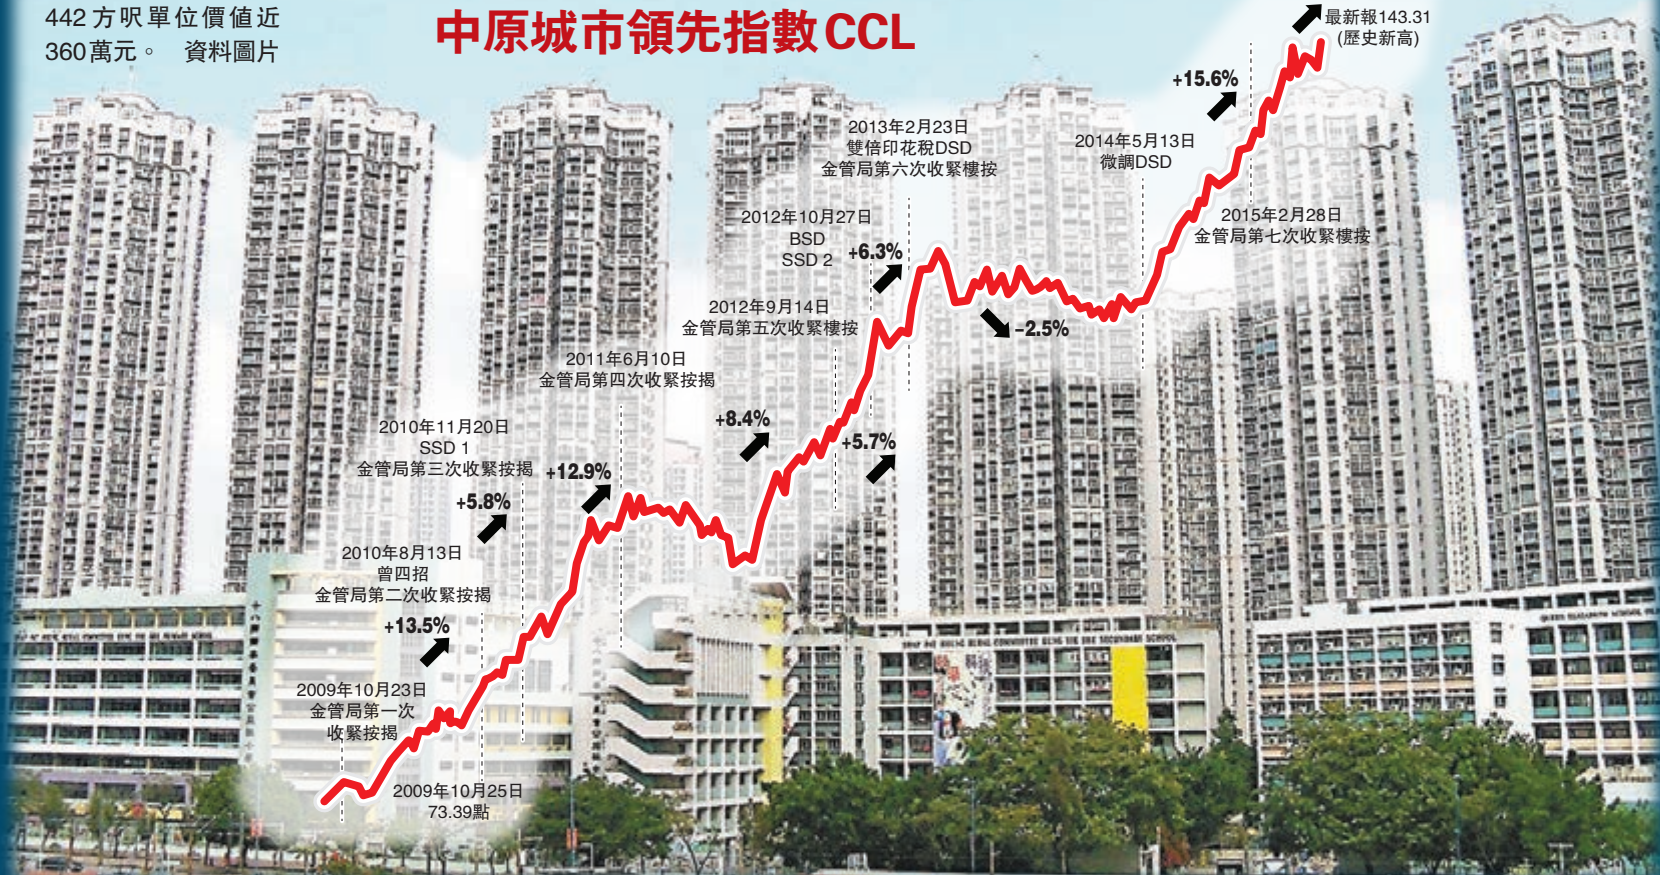 442方呎單位價值近
360萬元。 資料圖片
中原城市領先指數CCL
最新報143.31
(歷史新高)
+15.6%
2013年2月23日
雙倍印花稅DSD
金管局第六次收緊樓按
2014年5月13日
微調DSD
2012年10月27日
BSD
SSD 2
+6.3%
2015年2月28日
金管局第七次收緊樓按
2012年9月14日
金管局第五次收緊樓按
-2.5%
2011年6月10日
金管局第四次收緊按揭
+8.4%
+5.7%
2010年11月20日
SSD 1
金管局第三次收緊按揭
+12.9%
+5.8%
2010年8月13日
曾四招
金管局第二次收緊按揭
+13.5%
2009年10月23日
金管局第一次
收緊按揭
2009年10月25日
73.39點
QUEEN ELIZABETH SCHOOL